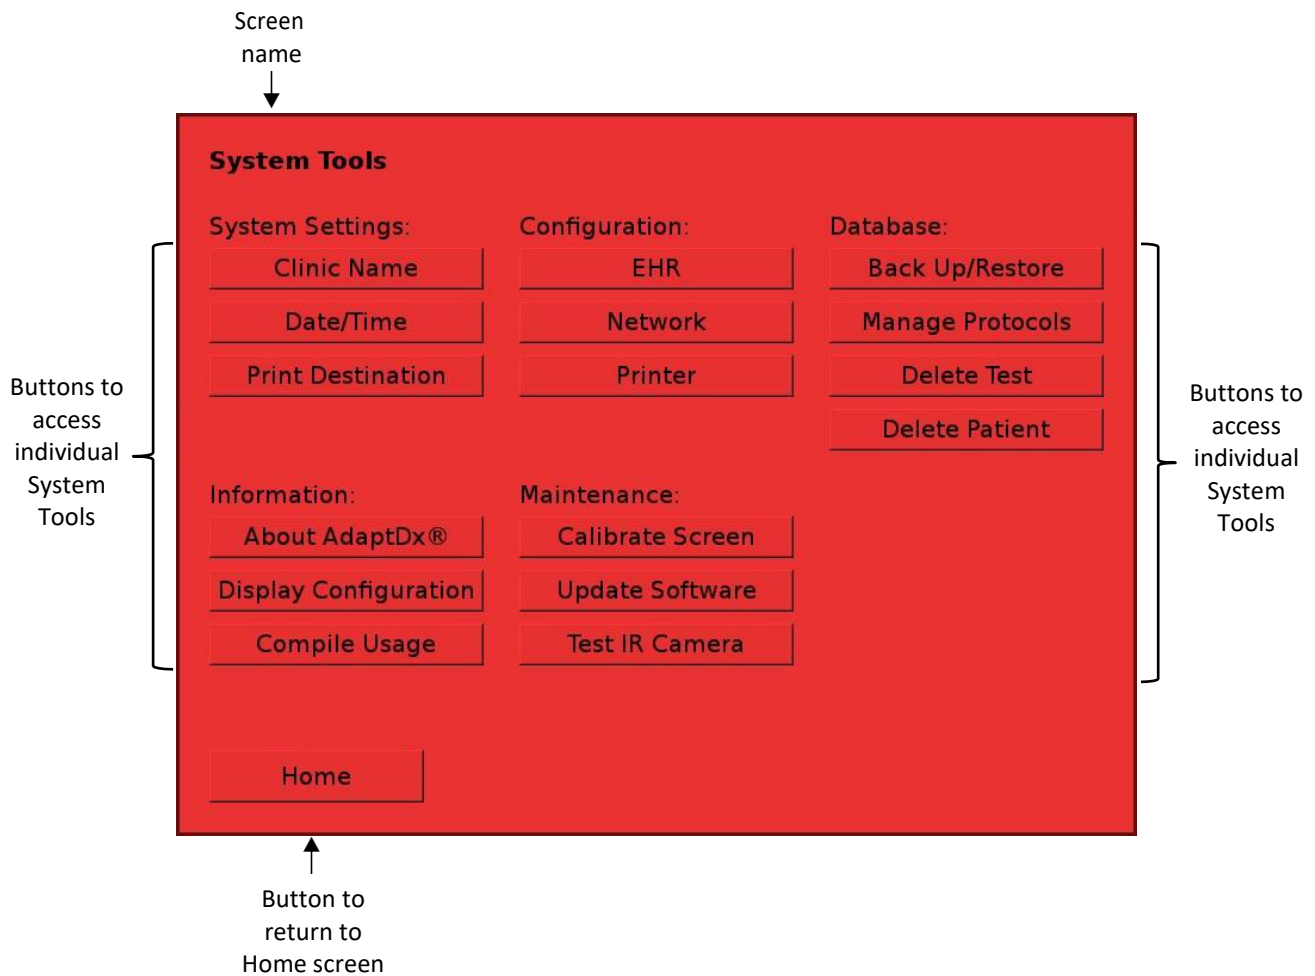 Screen
name
System Tools
System Settings:
Configuration:
Database:
Clinic Name
EHR
Back Up/Restore
Date/Time
Network
Manage Protocols
Print Destination
Printer
Delete Test
Delete Patient
Buttons to
access
individual
System
Tools
Buttons to
access
individual
System
Tools
Information:
Maintenance:
About AdaptDx®
Calibrate Screen
Display Configuration
Update Software
Compile Usage
Test IR Camera
Home
Button to
return to
Home screen